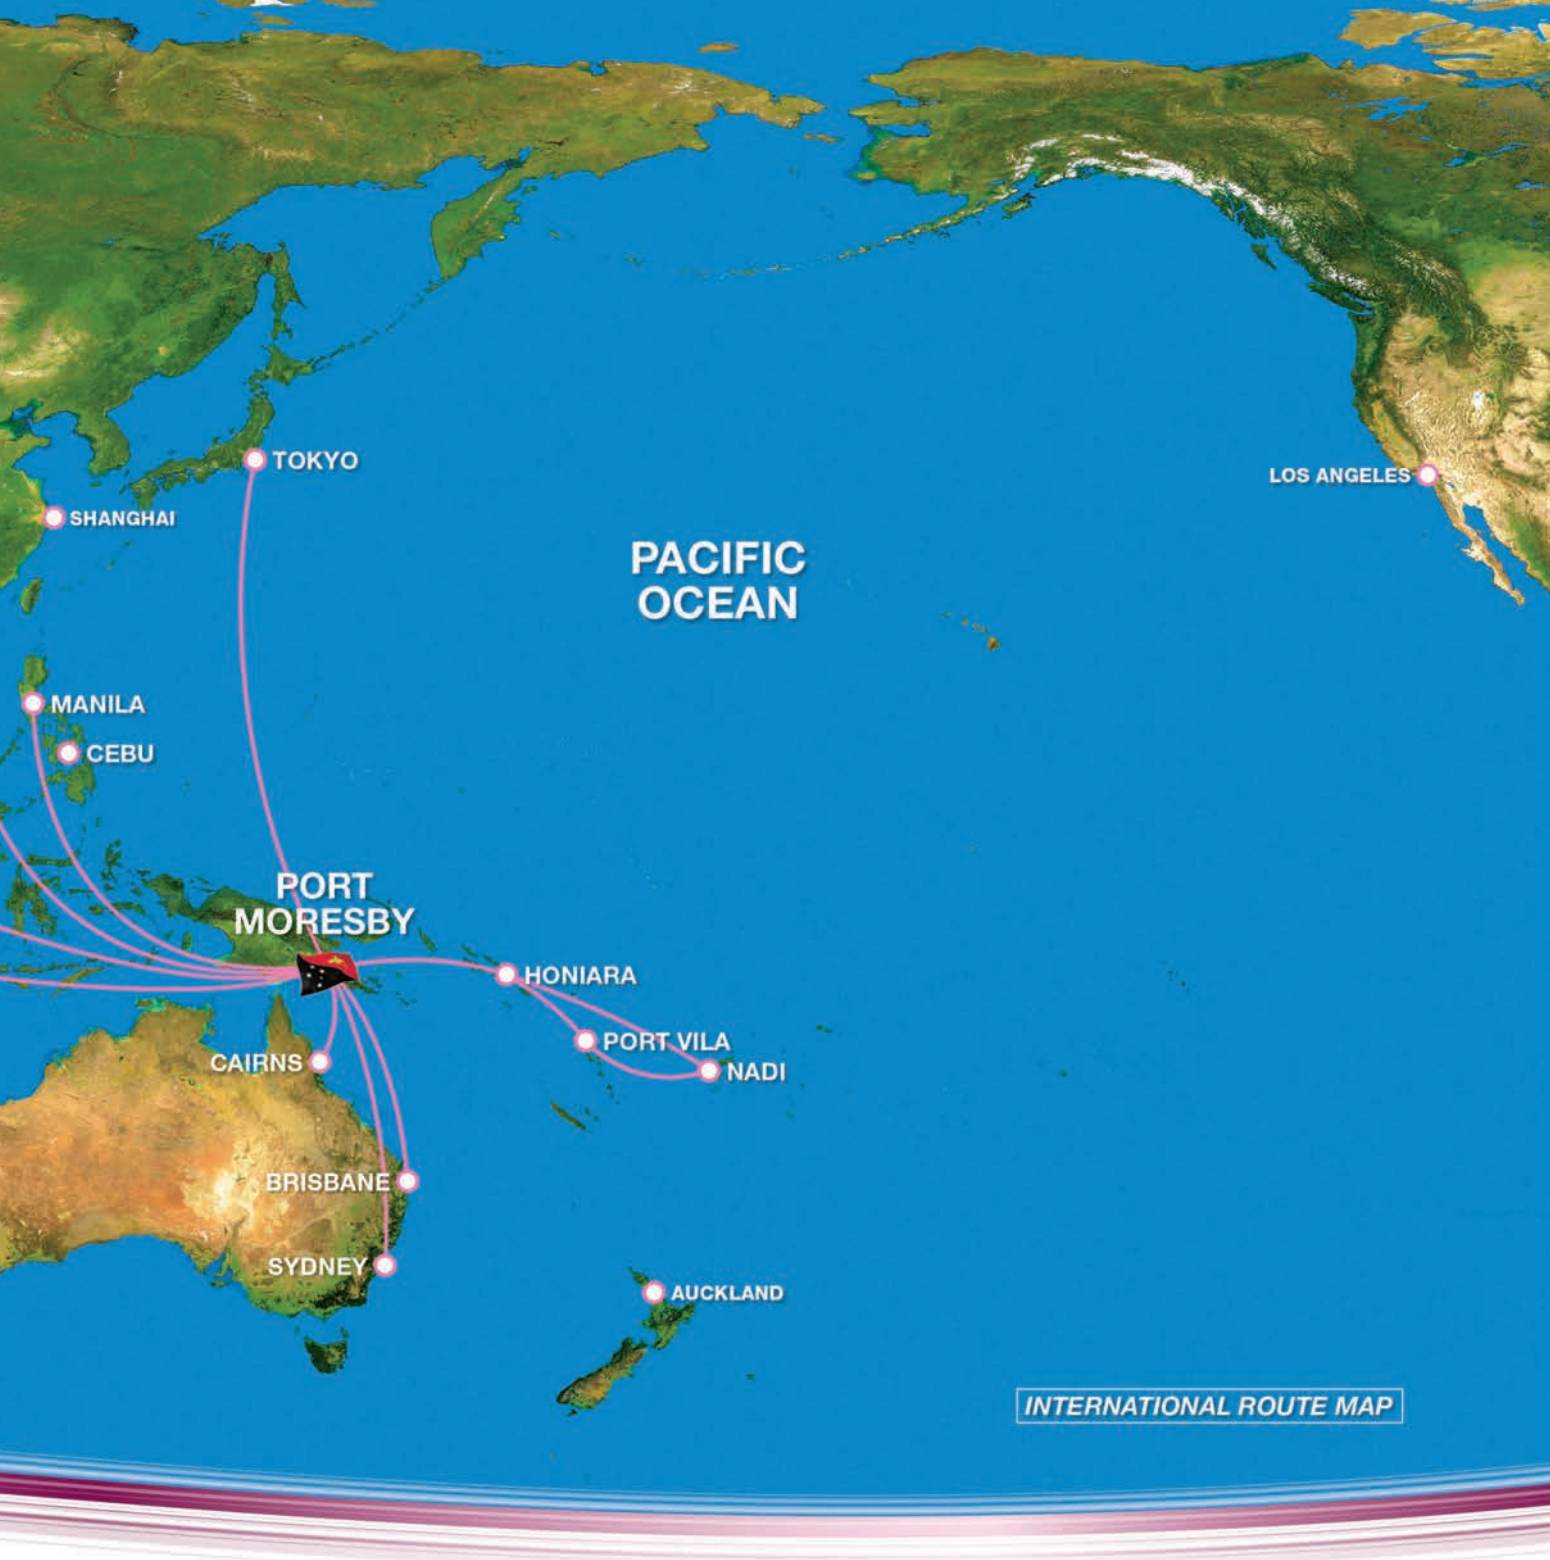 TOKYO
LOS ANGELES
SHANGHAI
PACIFIC
OCEAN
MANILA
CEBU
PORT
MORESBY
HONIARA
PORT VILA
CAIRNS
NADI
BRISBANE
SYDNEY
AUCKLAND
INTERNATIONAL ROUTE MAP